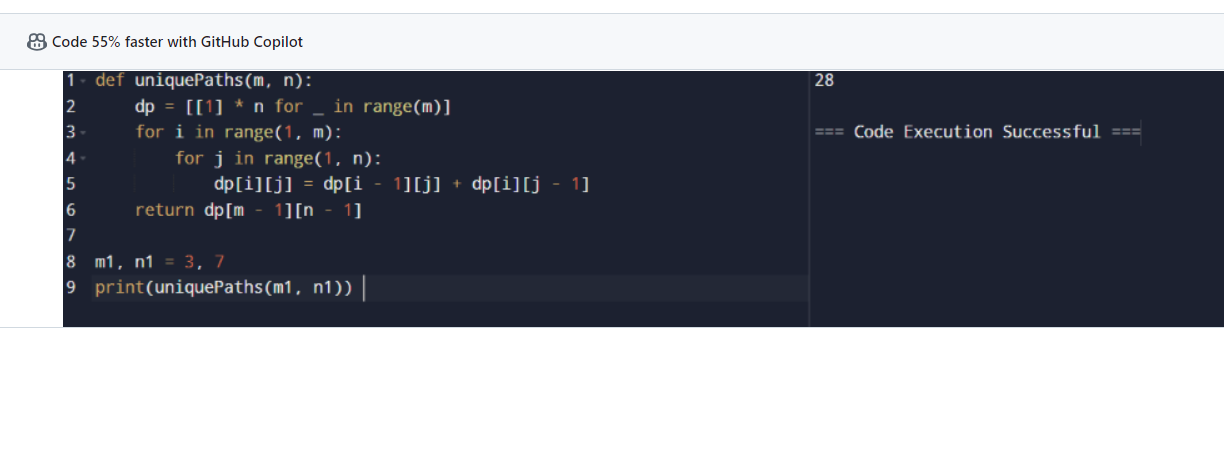 Code 55% faster with GitHub Copilot
1 def uniquePaths(m, n):
2     dp = [[1] * n for _ in range(m)]
3     for i in range(1, m):
4         for j in range(1, n):
5             dp[i][j] = dp[i - 1][j] + dp[i][j - 1]
6     return dp[m - 1][n - 1]
7
8 m1, n1 = 3, 7
9 print(uniquePaths(m1, n1))
28
=== Code Execution Successful ===